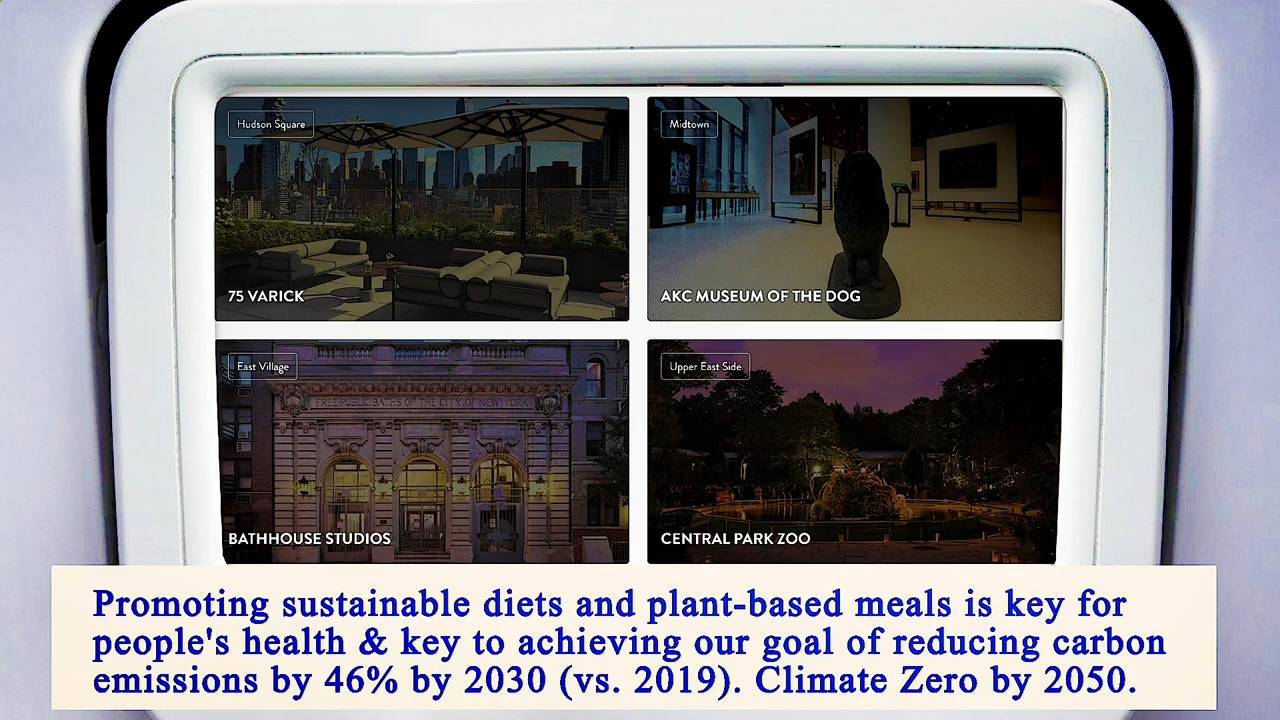 Hudson Square
75 VARICK
Midtown
AKC MUSEUM OF THE DOG
East Village
FREE PUBLIC BATHS OF THE CITY OF NEW YORK
BATHHOUSE STUDIOS
Upper East Side
CENTRAL PARK ZOO
Promoting sustainable diets and plant-based meals is key for
people's health & key to achieving our goal of reducing carbon
emissions by 46% by 2030 (vs. 2019). Climate Zero by 2050.